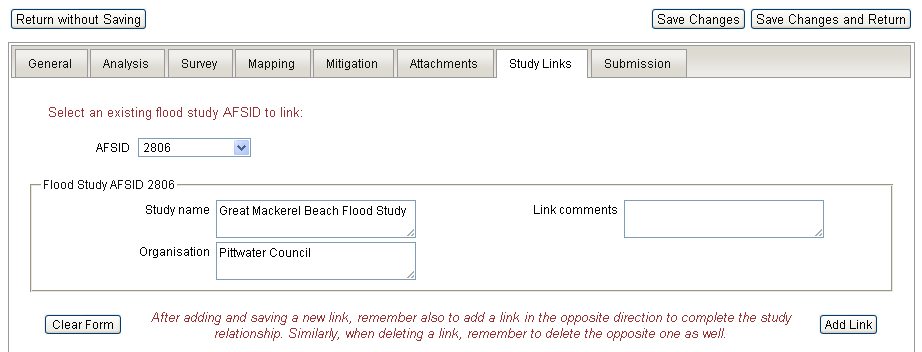 Return without Saving Save Changes Save Changes and Return
General Analysis Survey Mapping Mitigation Attachments Study Links Submission
Select an existing flood study AFSID to link:
AFSID 2806
Flood Study AFSID 2806
Study name Great Mackerel Beach Flood Study Link comments
Organisation Pittwater Council
After adding and saving a new link, remember also to add a link in the opposite direction to complete the study
Clear Form relationship. Similarly, when deleting a link, remember to delete the opposite one as well. Add Link